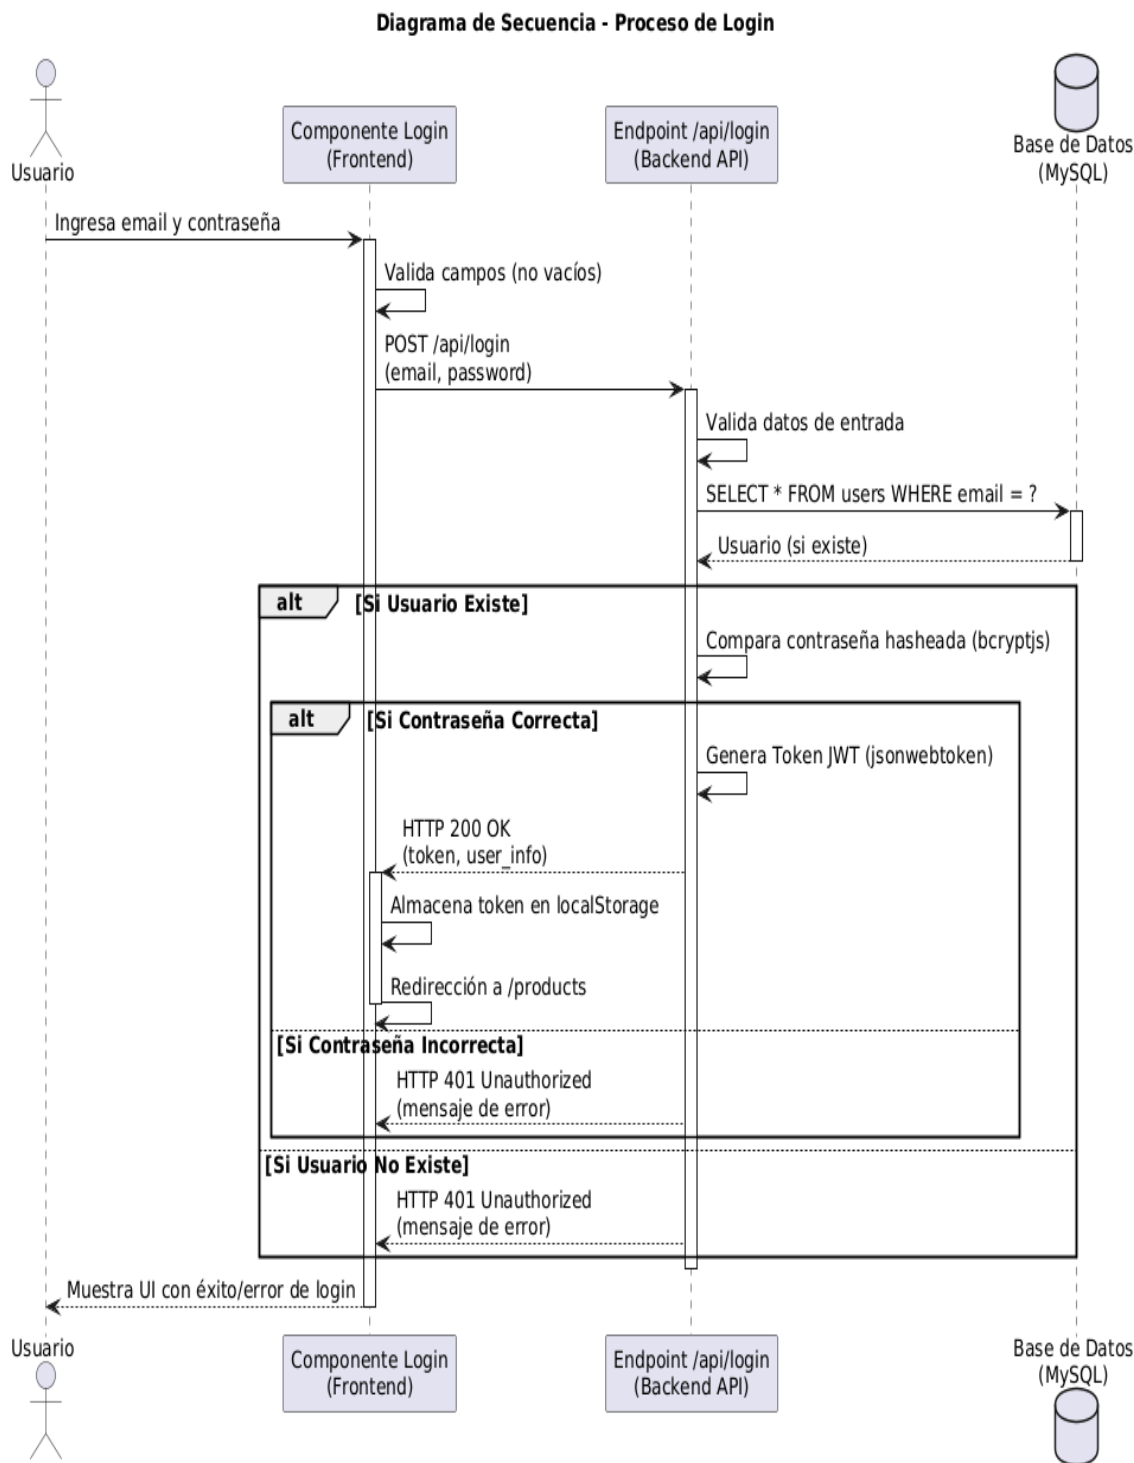 Diagrama de Secuencia - Proceso de Login
Usuario
Componente Login
(Frontend)
Endpoint /api/login
(Backend API)
Base de Datos
(MySQL)
Ingresa email y contraseña
Valida campos (no vacíos)
POST /api/login
(email, password)
Valida datos de entrada
SELECT * FROM users WHERE email = ?
Usuario (si existe)
alt [Si Usuario Existe]
Compara contraseña hasheada (bcryptjs)
alt [Si Contraseña Correcta]
Genera Token JWT (jsonwebtoken)
HTTP 200 OK
(token, user_info)
Almacena token en localStorage
Redirección a /products
[Si Contraseña Incorrecta]
HTTP 401 Unauthorized
(mensaje de error)
[Si Usuario No Existe]
HTTP 401 Unauthorized
(mensaje de error)
Muestra UI con éxito/error de login
Usuario
Componente Login
(Frontend)
Endpoint /api/login
(Backend API)
Base de Datos
(MySQL)